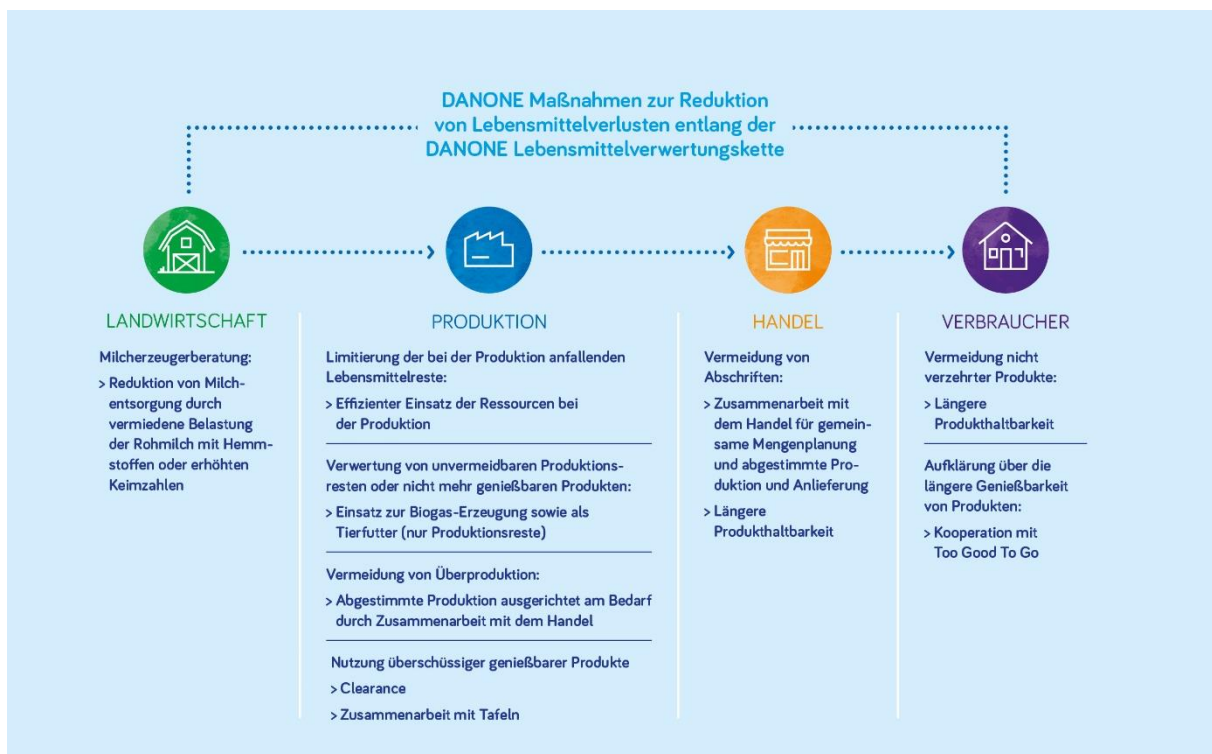 DANONE Maßnahmen zur Reduktion
von Lebensmittelverlusten entlang der
DANONE Lebensmittelverwertungskette
LANDWIRTSCHAFT
Milcherzeugerberatung:
> Reduktion von Milch-
entsorgung durch
vermiedene Belastung
der Rohmilch mit Hemm-
stoffen oder erhöhten
Keimzahlen
PRODUKTION
Limitierung der bei der Produktion anfallenden
Lebensmittelreste:
> Effizienter Einsatz der Ressourcen bei
der Produktion
Verwertung von unvermeidbaren Produktions-
resten oder nicht mehr genießbaren Produkten:
> Einsatz zur Biogas-Erzeugung sowie als
Tierfutter (nur Produktionsreste)
Vermeidung von Überproduktion:
> Abgestimmte Produktion ausgerichtet am Bedarf
durch Zusammenarbeit mit dem Handel
Nutzung überschüssiger genießbarer Produkte
> Clearance
> Zusammenarbeit mit Tafeln
HANDEL
Vermeidung von
Abschriften:
> Zusammenarbeit mit
dem Handel für gemein-
same Mengenplanung
und abgestimmte Pro-
duktion und Anlieferung
> Längere
Produkthaltbarkeit
VERBRAUCHER
Vermeidung nicht
verzehrter Produkte:
> Längere
Produkthaltbarkeit
Aufklärung über die
längere Genießbarkeit
von Produkten:
> Kooperation mit
Too Good To Go